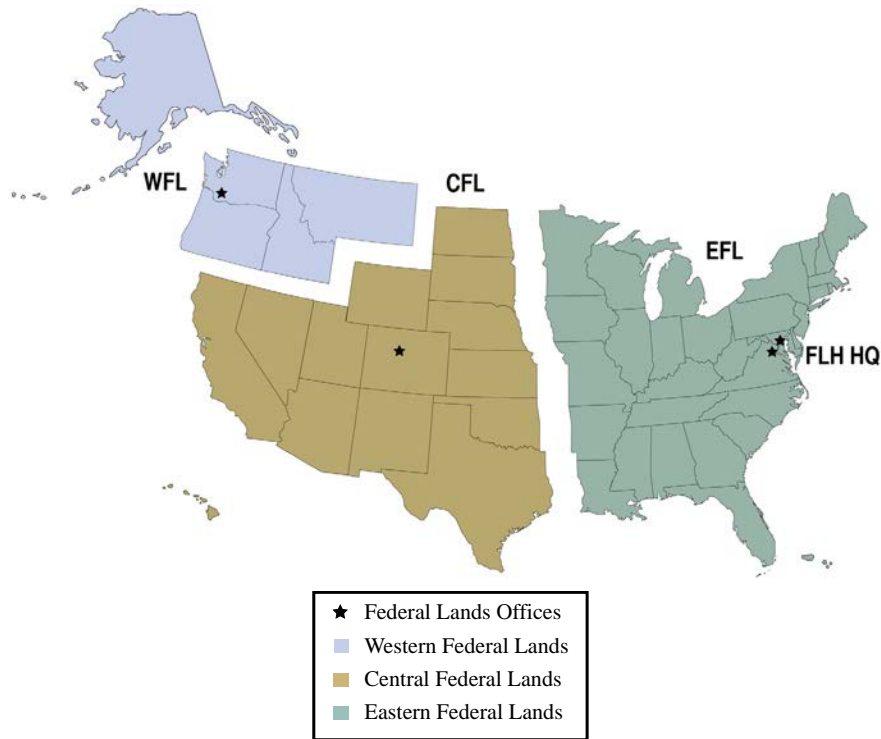 WFL
CFL
EFL
FLH HQ
Federal Lands Offices
Western Federal Lands
Central Federal Lands
Eastern Federal Lands